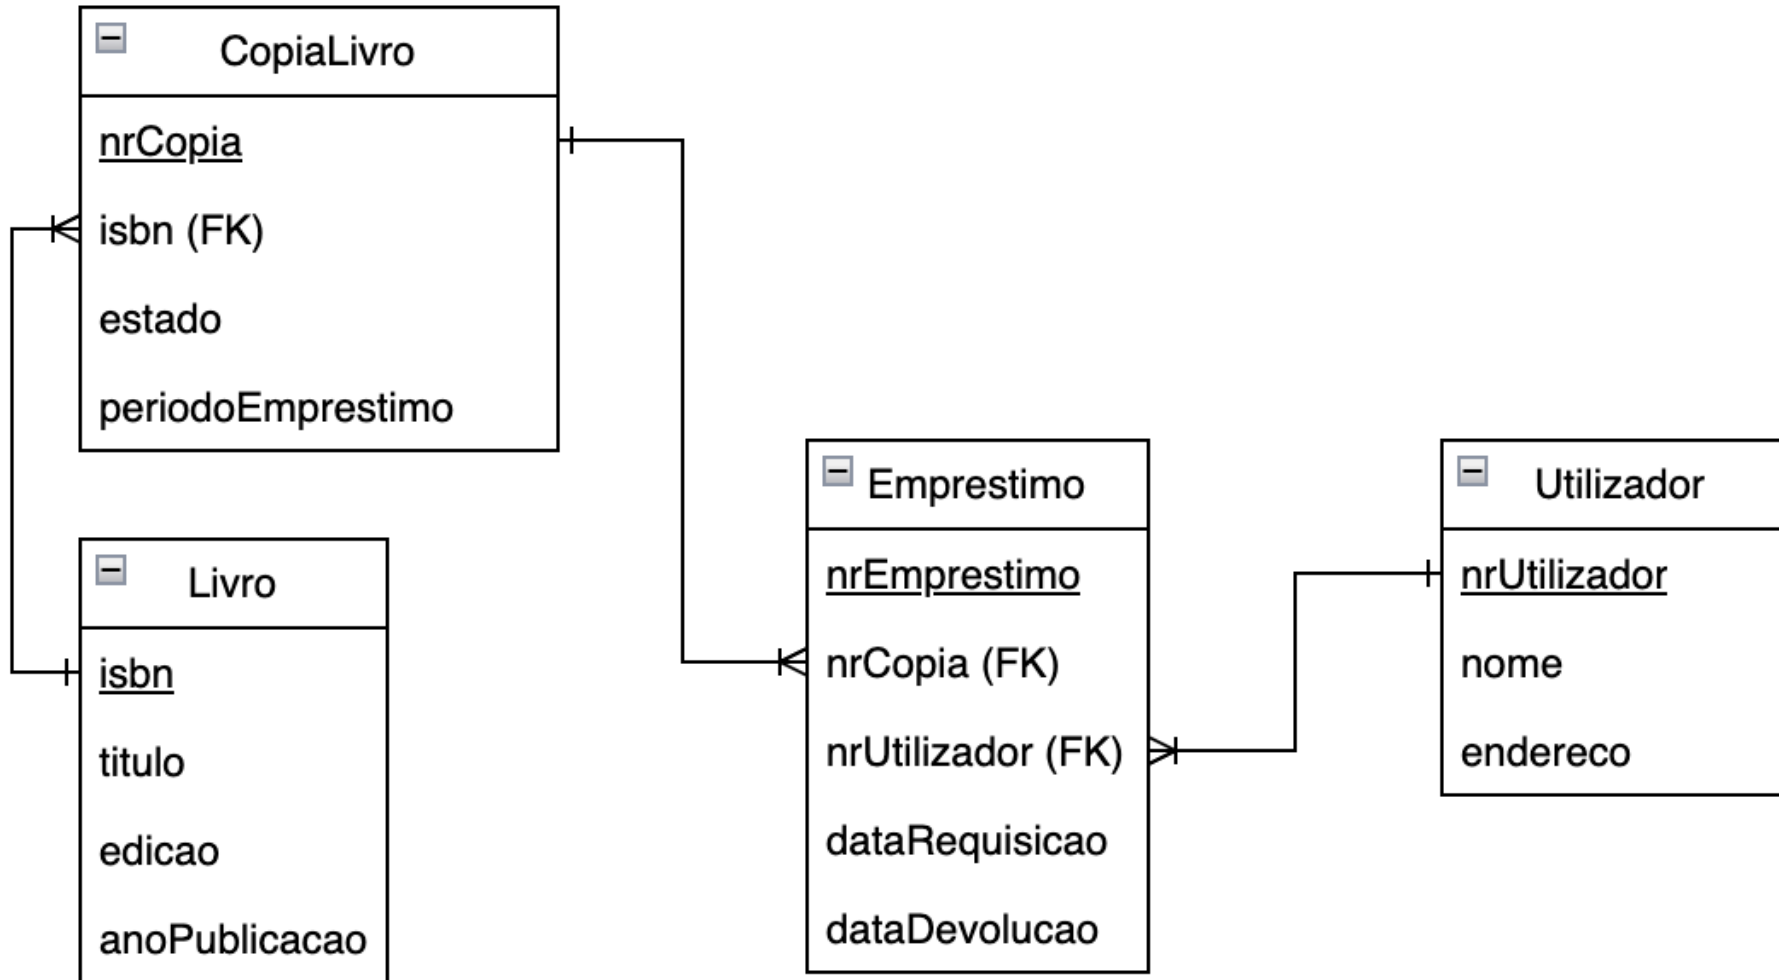 CopiaLivro
nrCopia
isbn (FK)
estado
periodoEmprestimo
Livro
isbn
titulo
edicao
anoPublicacao
Emprestimo
nrEmprestimo
nrCopia (FK)
nrUtilizador (FK)
dataRequisicao
dataDevolucao
Utilizador
nrUtilizador
nome
endereco